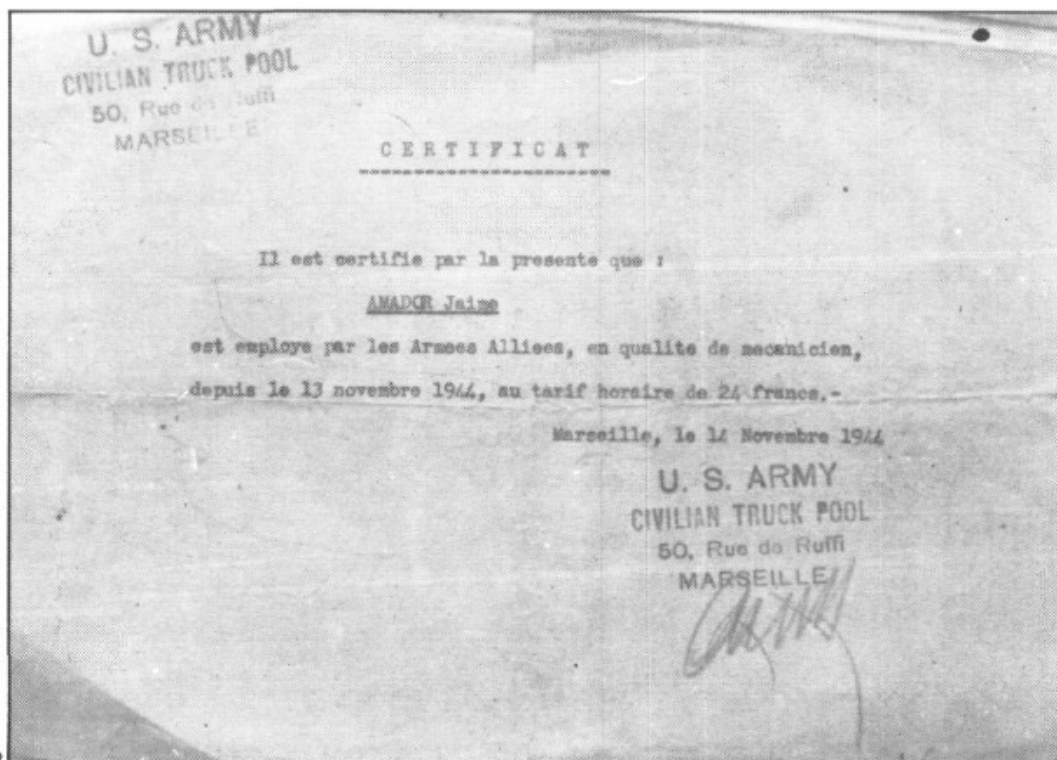 U. S. ARMY
CIVILIAN TRUCK POOL
50, Rue de Ruffi
MARSEILLE
CERTIFICAT
Il est certifie par la presente que :
AMADOR Jaime
est employe par les Armees Alliees, en qualite de mecanicien,
depuis le 13 novembre 1944, au tarif horaire de 24 francs.-
Marseille, le 14 Novembre 1944
U. S. ARMY
CIVILIAN TRUCK POOL
50, Rue de Ruffi
MARSEILLE